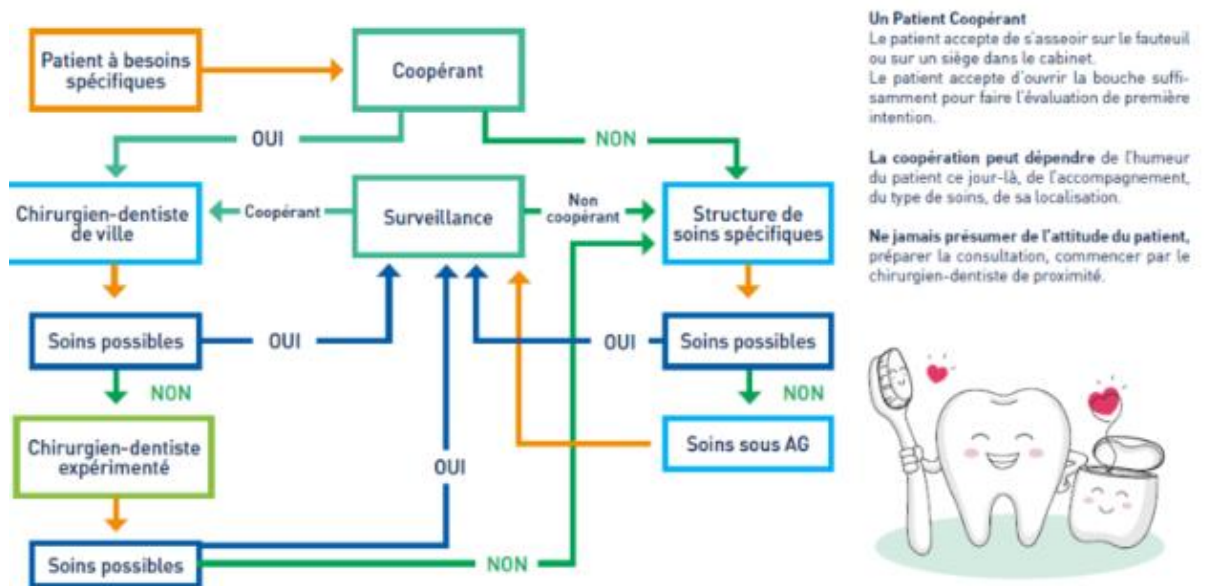 Patient à besoins
spécifiques
Coopérant
OUI
NON
Chirurgien-dentiste
de ville
Coopérant
Surveillance
Non
coopérant
Structure de
soins spécifiques
Soins possibles
OUI
OUI
Soins possibles
NON
NON
Chirurgien-dentiste
expérimenté
OUI
Soins sous AG
Soins possibles
NON
Un Patient Coopérant
Le patient accepte de s'asseoir sur le fauteuil
ou sur un siège dans le cabinet.
Le patient accepte d'ouvrir la bouche suffi-
samment pour faire l'évaluation de première
intention.
La coopération peut dépendre de l'humeur
du patient ce jour-là, de l'accompagnement,
du type de soins, de sa localisation.
Ne jamais présumer de l'attitude du patient,
préparer la consultation, commencer par le
chirurgien-dentiste de proximité.